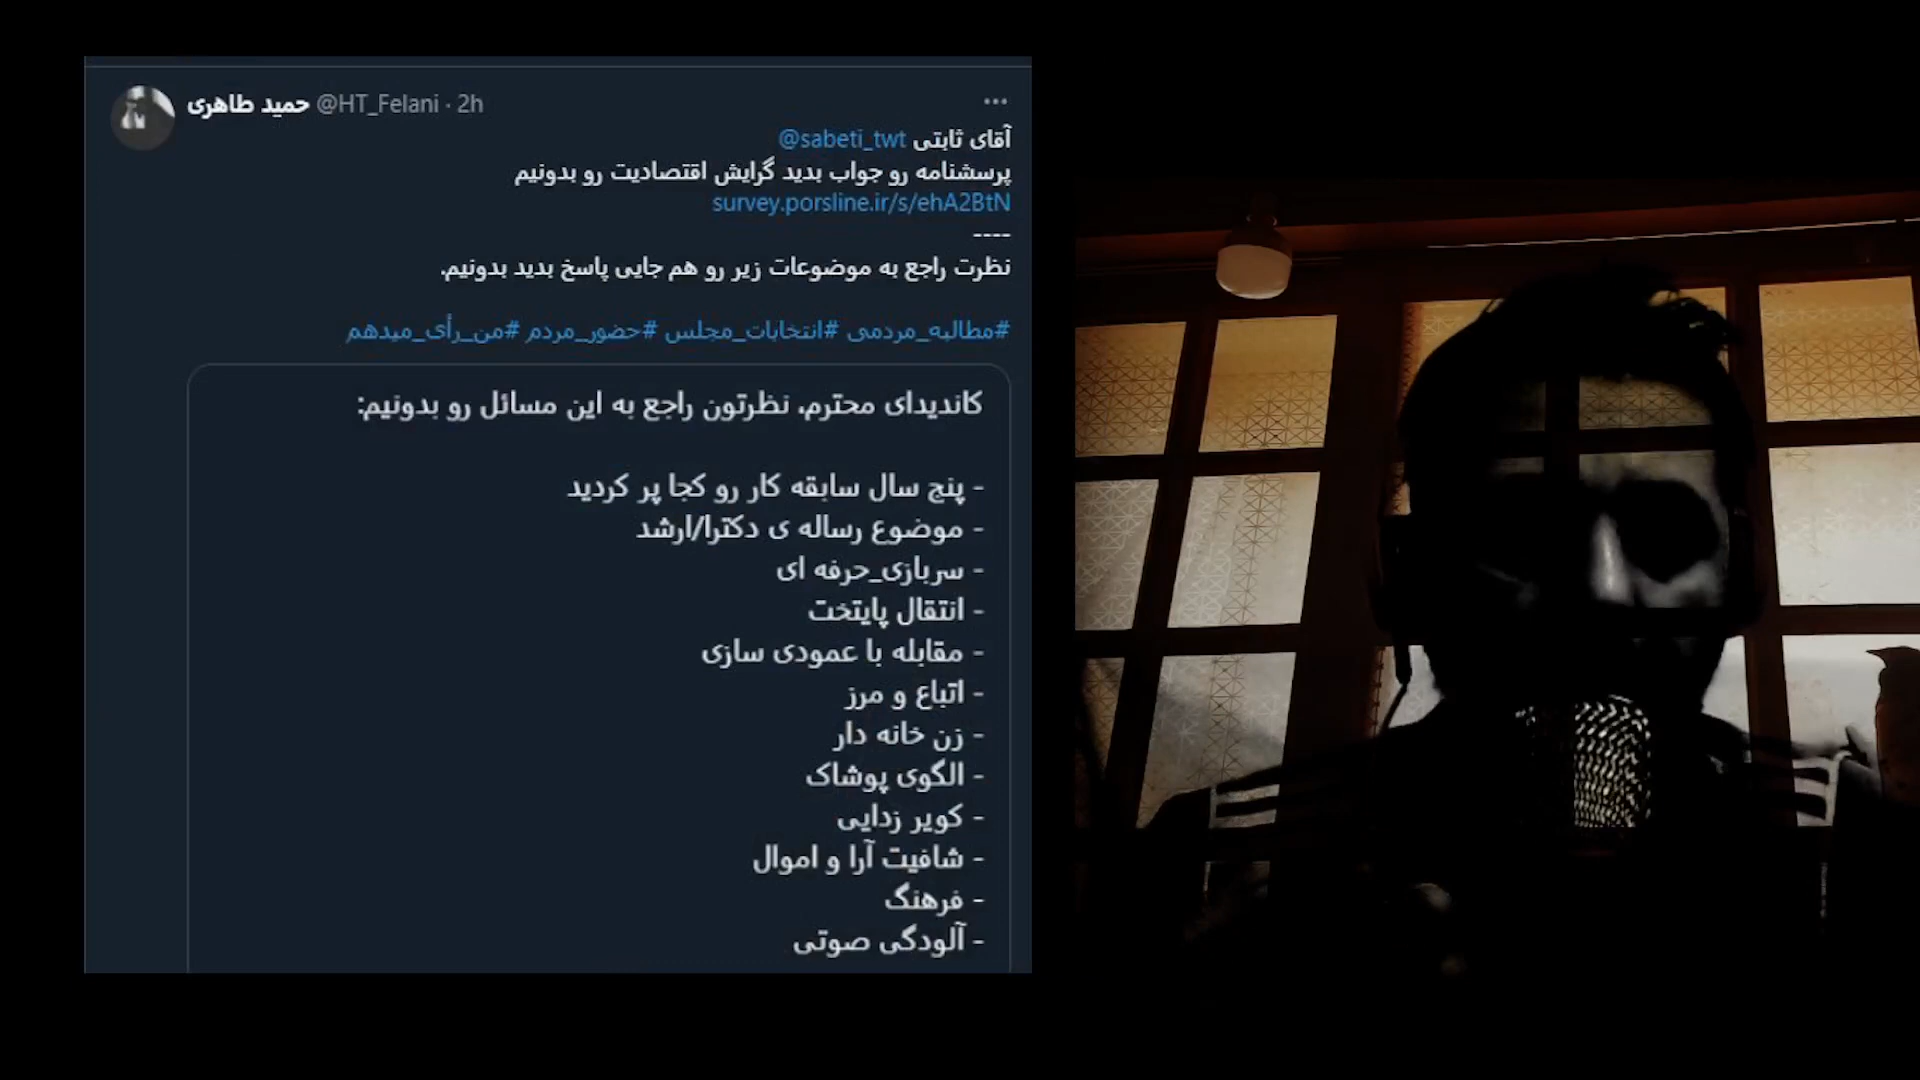 حمید طاهری @HT_Felani · 2h
آقای ثابتی @sabeti_twt
پرسشنامه رو جواب بدید گرایش اقتصادیت رو بدونیم
survey.porsline.ir/s/ehA2BtN
----
نظرت راجع به موضوعات زیر رو هم جایی پاسخ بدید بدونیم.
#مطالبه_مردمی #انتخابات_مجلس #حضور_مردم #من_رأی_میدهم
کاندیدای محترم، نظرتون راجع به این مسائل رو بدونیم:
- پنج سال سابقه کار رو کجا پر کردید
- موضوع رساله ی دکترا/ارشد
- سربازی_حرفه ای
- انتقال پایتخت
- مقابله با عمودی سازی
- اتباع و مرز
- زن خانه دار
- الگوی پوشاک
- کویر زدایی
- شافیت آرا و اموال
- فرهنگ
- آلودگی صوتی